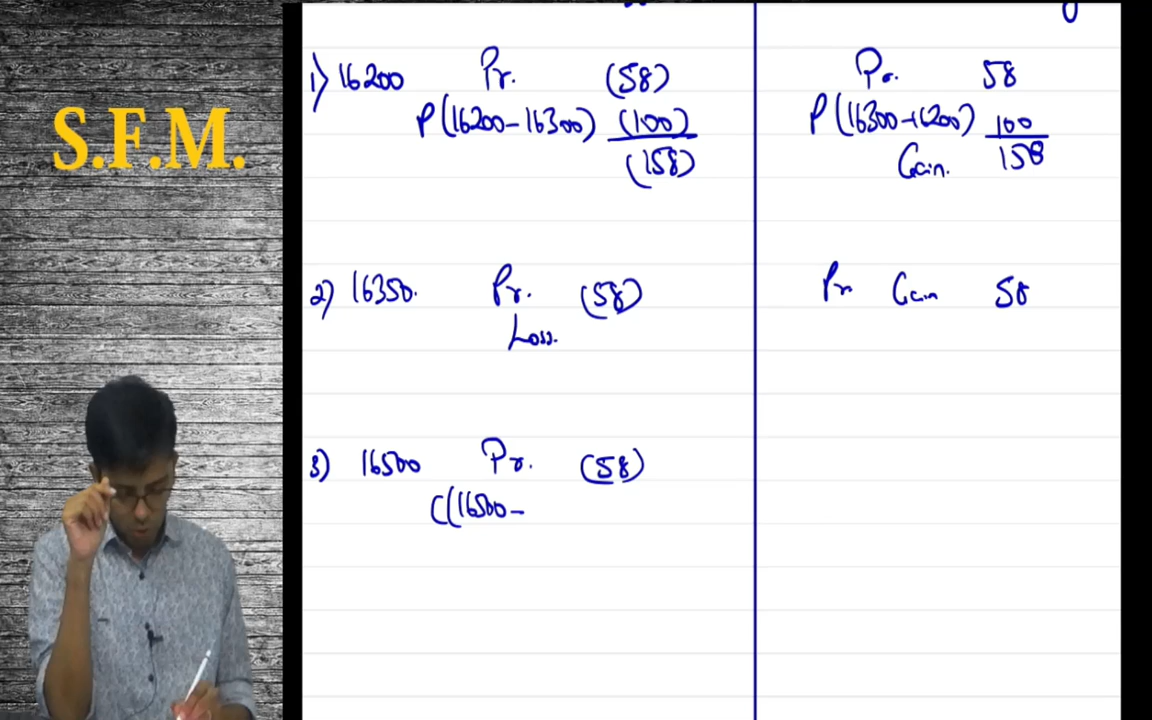 S.F.M.
1) 16200 Pr. (58)
P(16200-16300) (100)
(158)
Pr. 58
P(16300-16200) 100
Gain. 158
2) 16350. Pr. (58)
Loss.
Pr Gain 58
3) 16500 Pr. (58)
C((16500-